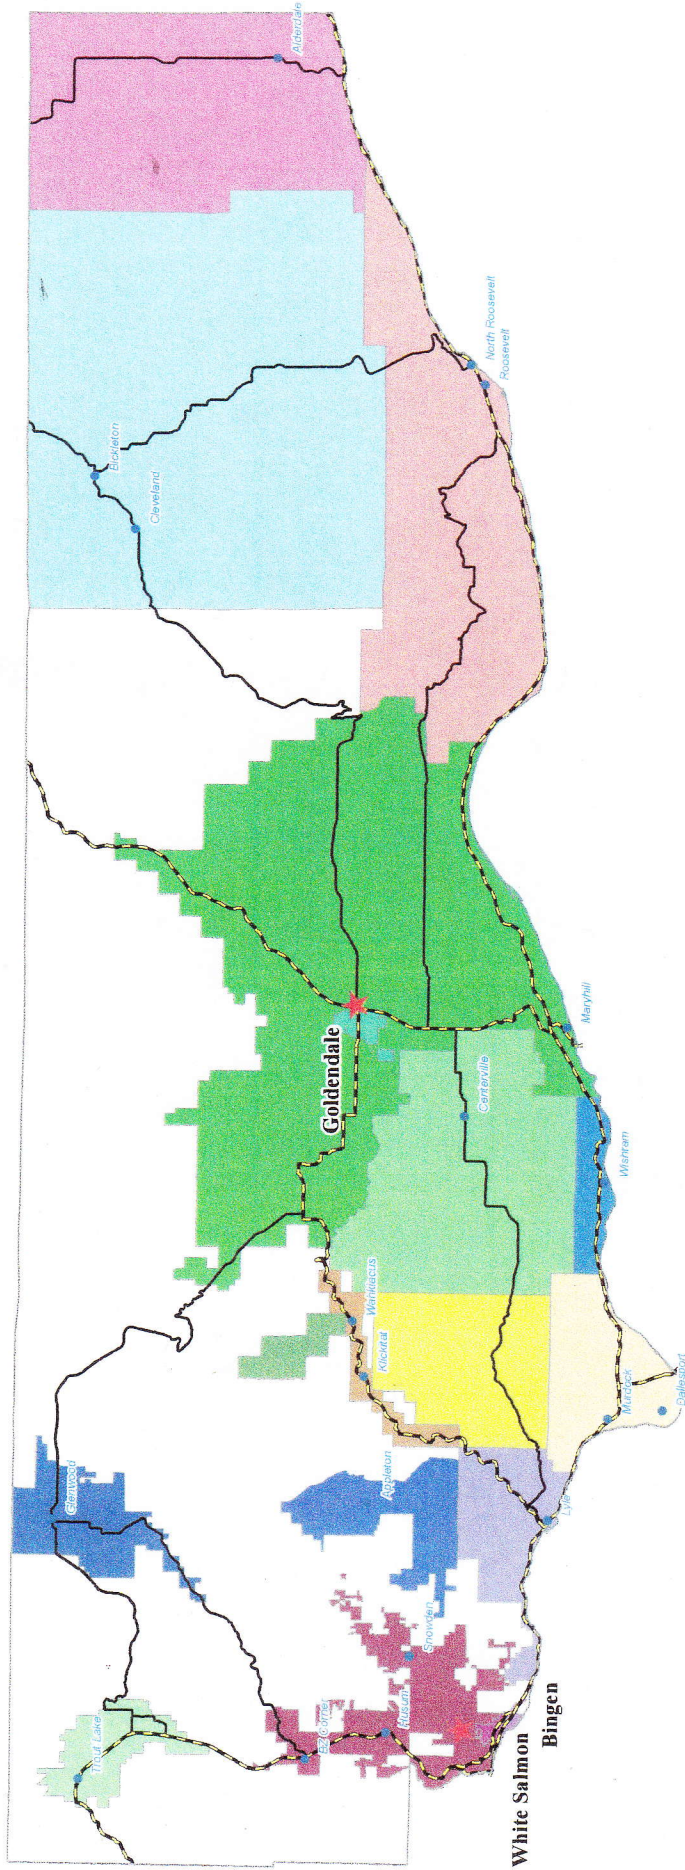 Trout Lake
Glenwood
BZ Corner
Husum
Snowden
Appleton
White Salmon
Bingen
Lyle
Klickitat
Wahkiacus
Murdock
Dallesport
Wishram
Centerville
Goldendale
Maryhill
Cleveland
Bickleton
Roosevelt
North Roosevelt
Alderdale